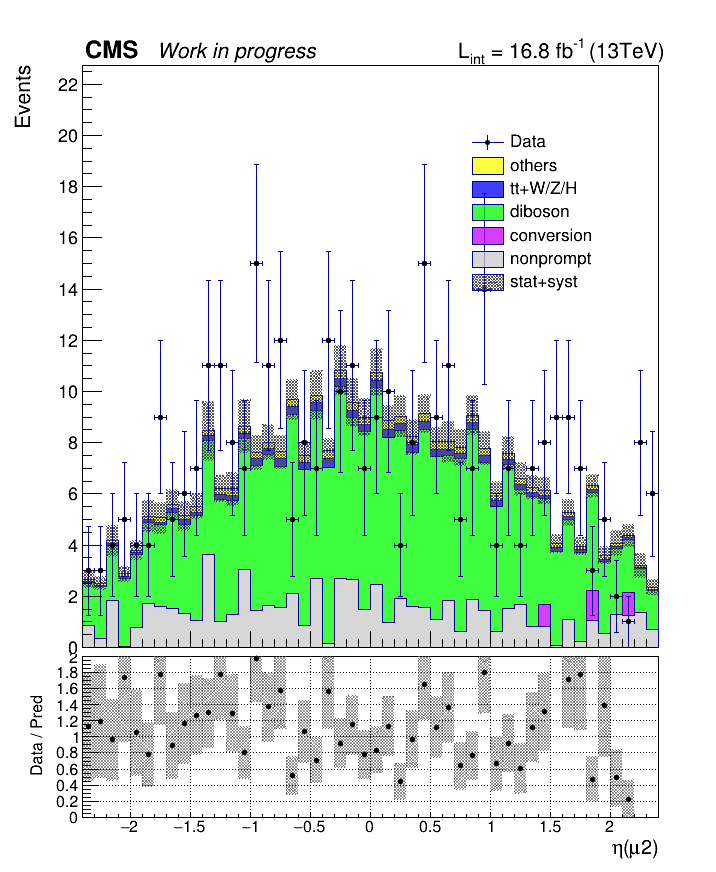 CMS Work in progress L_int = 16.8 fb⁻¹ (13TeV)
Events
22
20
18
16
14
12
10
8
6
4
2
0
Data
others
tt+W/Z/H
diboson
conversion
nonprompt
stat+syst
Data / Pred
2
1.8
1.6
1.4
1.2
1
0.8
0.6
0.4
0.2
0
−2 −1.5 −1 −0.5 0 0.5 1 1.5 2
η(μ2)